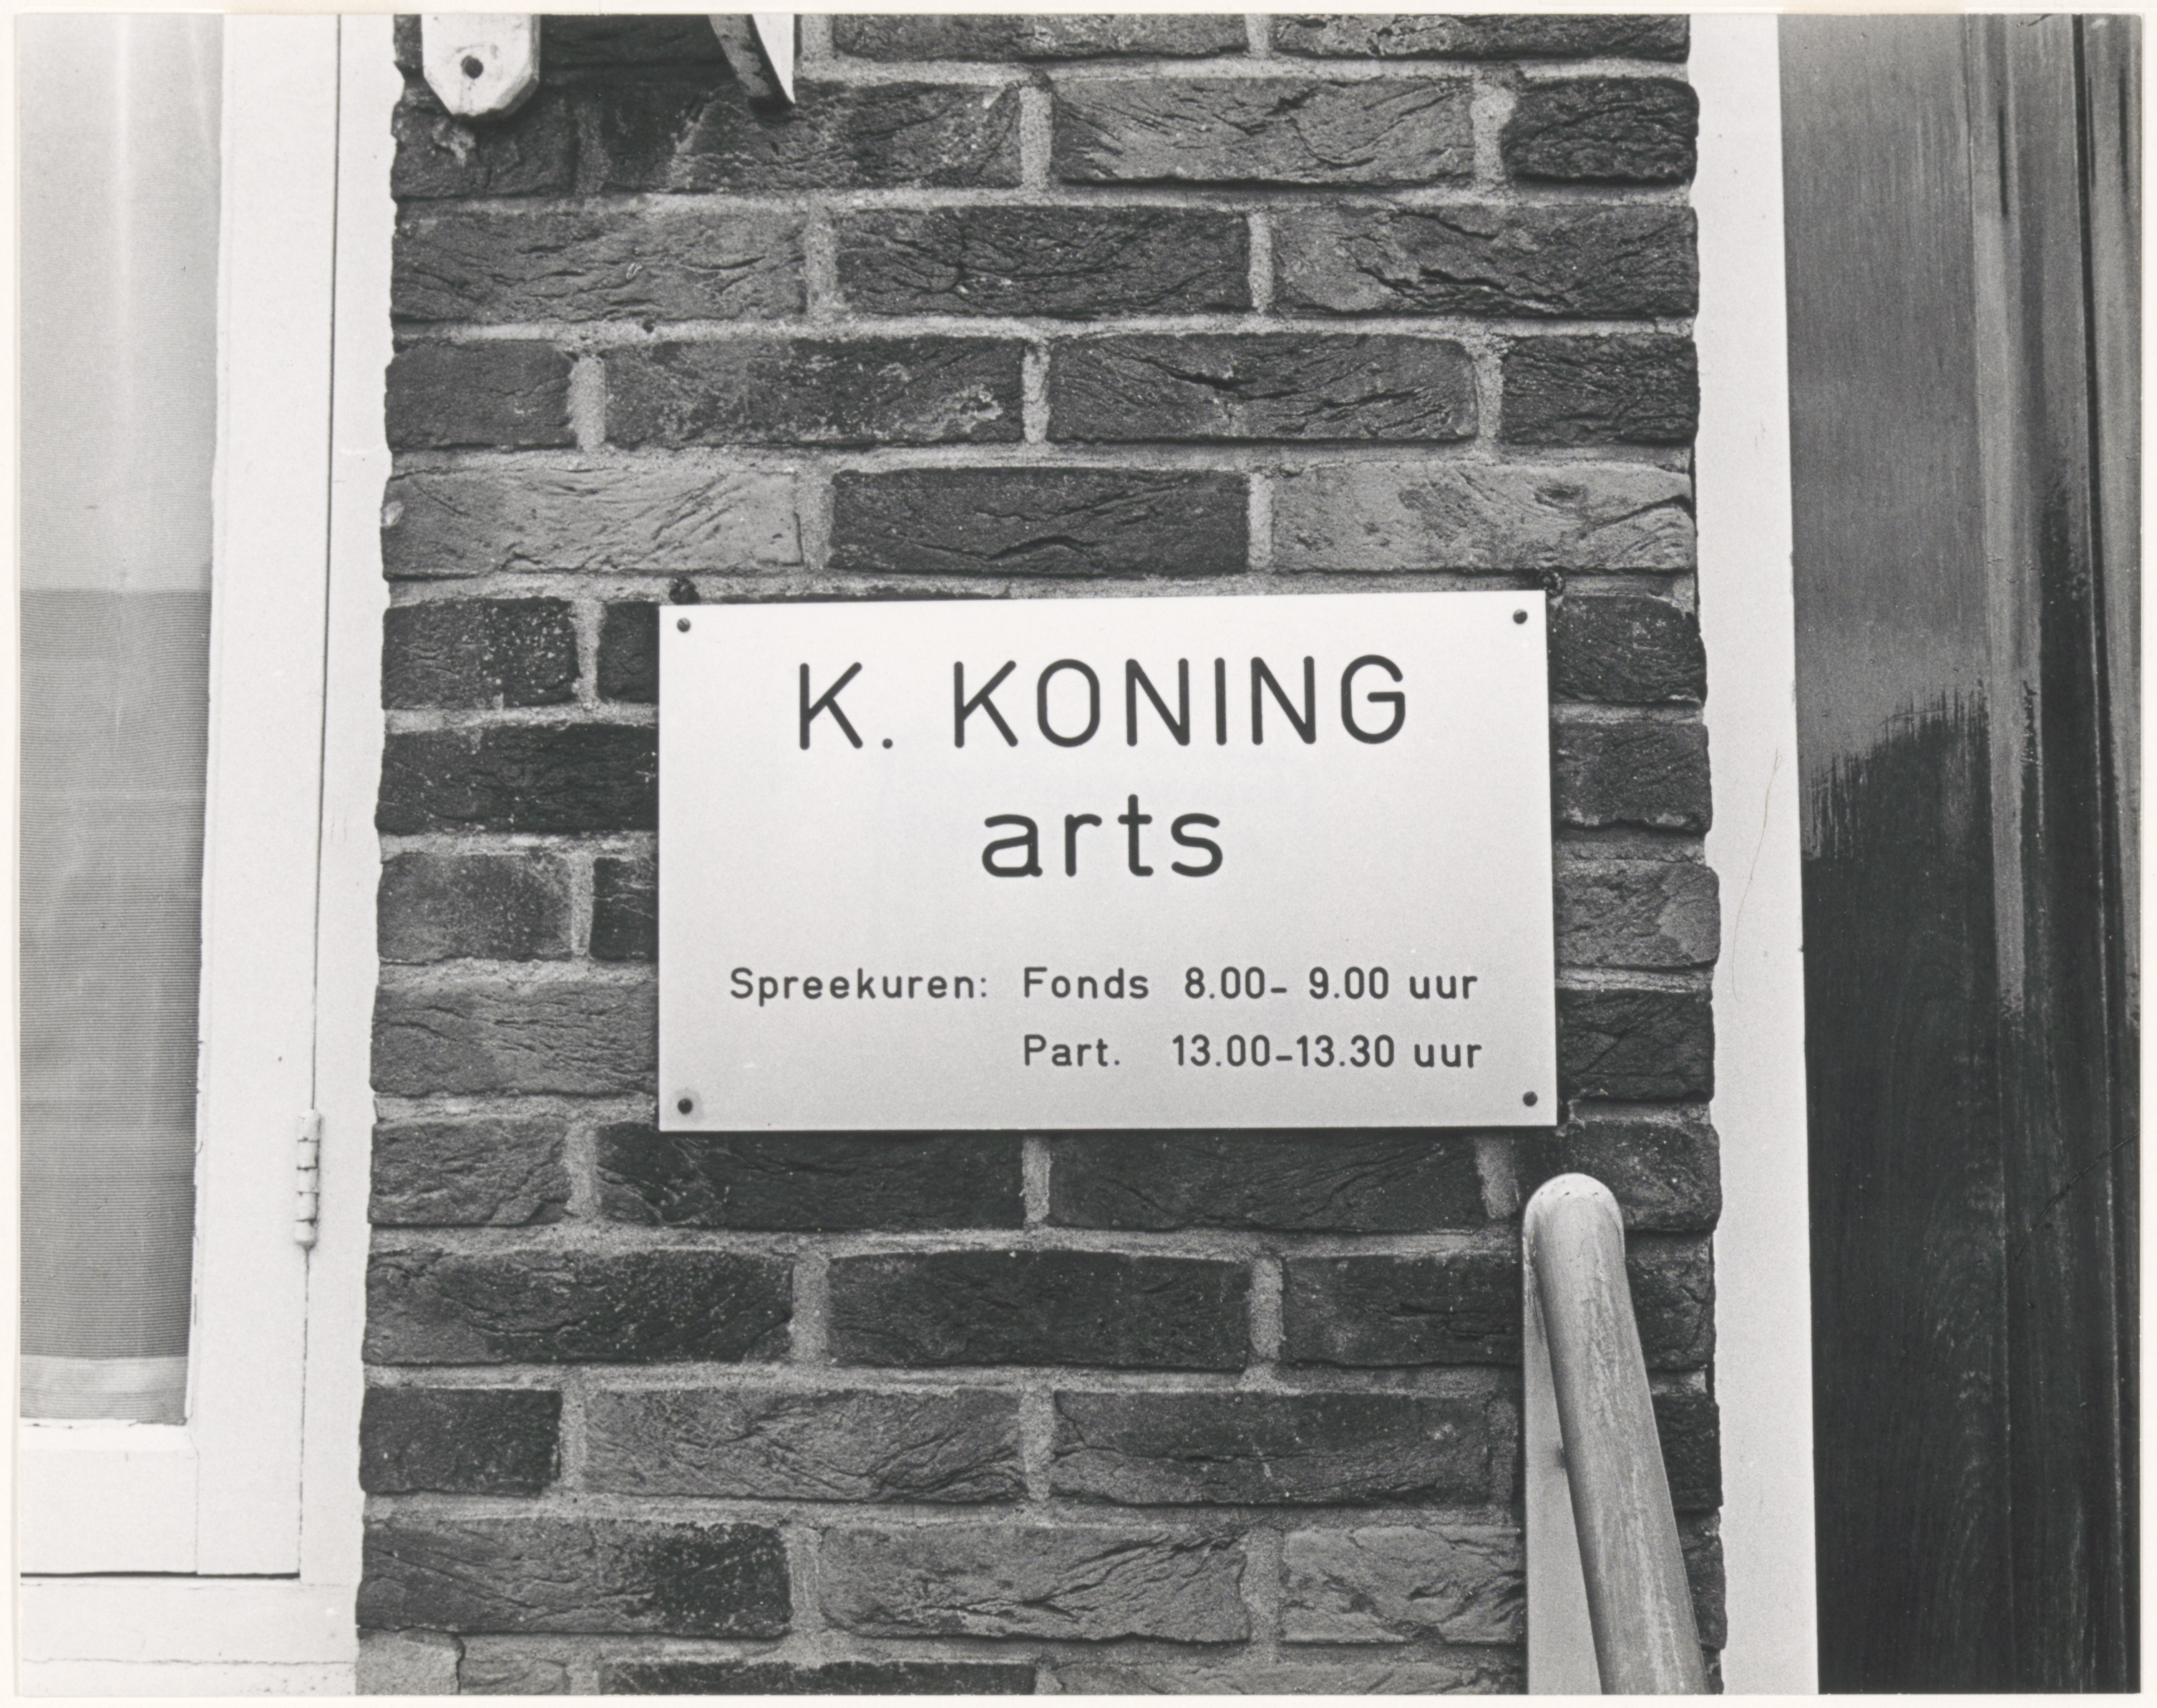 K. KONING
arts
Spreekuren: Fonds 8.00- 9.00 uur
Part. 13.00-13.30 uur